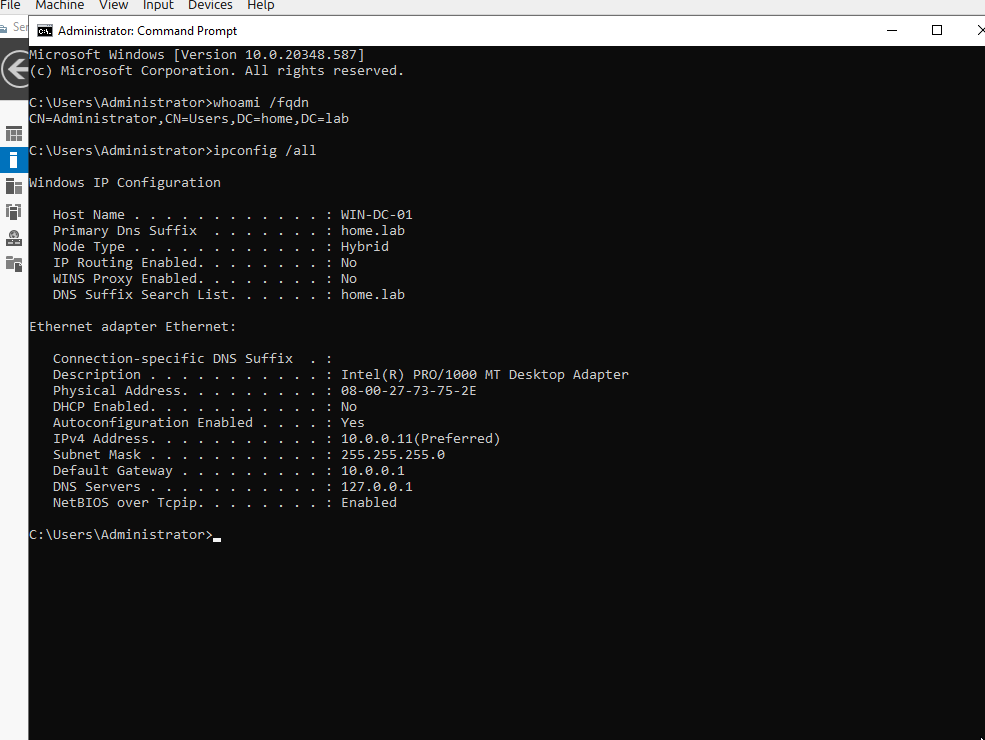 File Machine View Input Devices Help
Ser
Administrator: Command Prompt
Microsoft Windows [Version 10.0.20348.587]
(c) Microsoft Corporation. All rights reserved.
C:\Users\Administrator>whoami /fqdn
CN=Administrator,CN=Users,DC=home,DC=lab
C:\Users\Administrator>ipconfig /all
Windows IP Configuration
Host Name . . . . . . . . . . . . : WIN-DC-01
Primary Dns Suffix  . . . . . . . : home.lab
Node Type . . . . . . . . . . . . : Hybrid
IP Routing Enabled. . . . . . . . : No
WINS Proxy Enabled. . . . . . . . : No
DNS Suffix Search List. . . . . . : home.lab
Ethernet adapter Ethernet:
Connection-specific DNS Suffix  . :
Description . . . . . . . . . . . : Intel(R) PRO/1000 MT Desktop Adapter
Physical Address. . . . . . . . . : 08-00-27-73-75-2E
DHCP Enabled. . . . . . . . . . . : No
Autoconfiguration Enabled . . . . : Yes
IPv4 Address. . . . . . . . . . . : 10.0.0.11(Preferred)
Subnet Mask . . . . . . . . . . . : 255.255.255.0
Default Gateway . . . . . . . . . : 10.0.0.1
DNS Servers . . . . . . . . . . . : 127.0.0.1
NetBIOS over Tcpip. . . . . . . . : Enabled
C:\Users\Administrator>